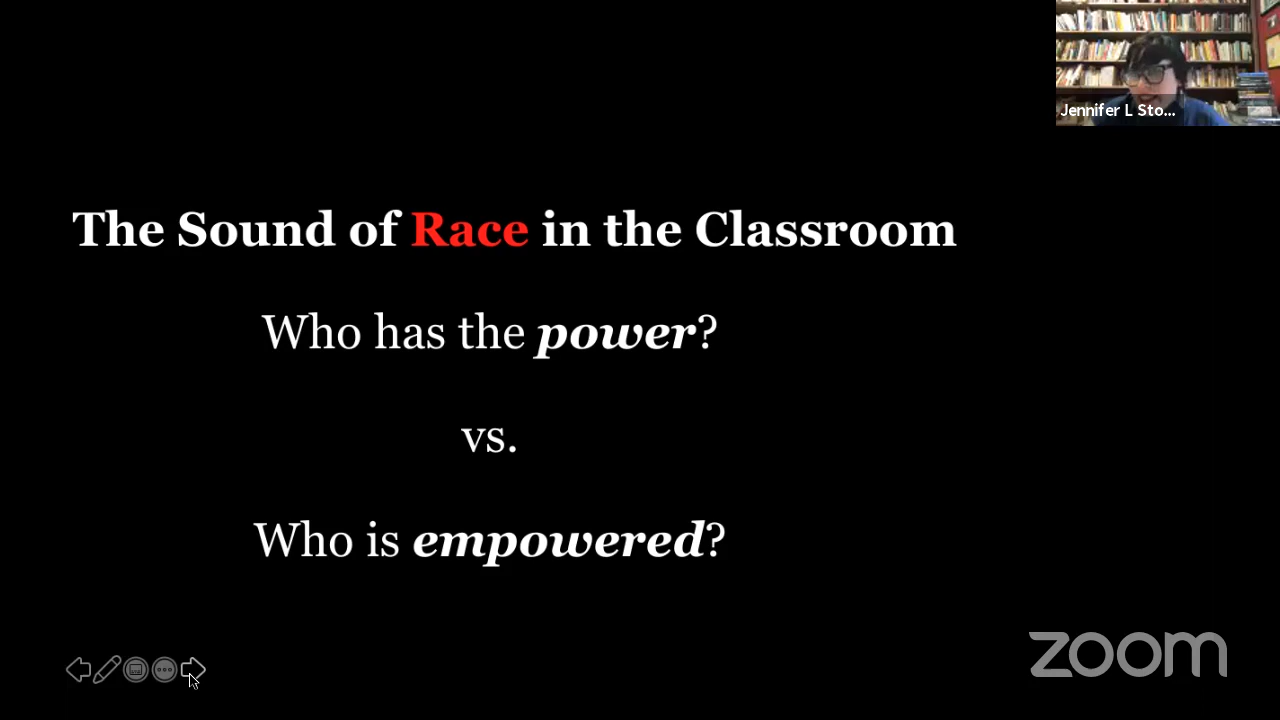 Jennifer L Sto...
The Sound of Race in the Classroom
Who has the power?
vs.
Who is empowered?
zoom